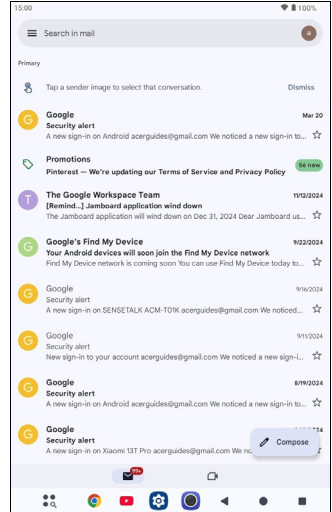 15:00
100%
Search in mail
a
Primary
Tap a sender image to select that conversation.
Dismiss
G
Google
Mar 20
Security alert
A new sign-in on Android acerguides@gmail.com We noticed a new sign-in to...
Promotions
Pinterest — We're updating our Terms of Service and Privacy Policy
56 new
T
The Google Workspace Team
11/12/2024
[Remind...] Jamboard application wind down
The Jamboard application will wind down on Dec 31, 2024 Dear Jamboard us...
G
Google's Find My Device
9/22/2024
Your Android devices will soon join the Find My Device network
Find My Device network is coming soon You can use Find My Device today to...
G
Google
9/16/2024
Security alert
A new sign-in on SENSETALK ACM-T01K acerguides@gmail.com We noticed...
G
Google
9/11/2024
Security alert
New sign-in to your account acerguides@gmail.com We noticed a new sign-i...
G
Google
8/19/2024
Security alert
A new sign-in on Android acerguides@gmail.com We noticed a new sign-in to...
G
Google
Security alert
A new sign-in on Xiaomi 13T Pro acerguides@gmail.com We no
Compose
99+